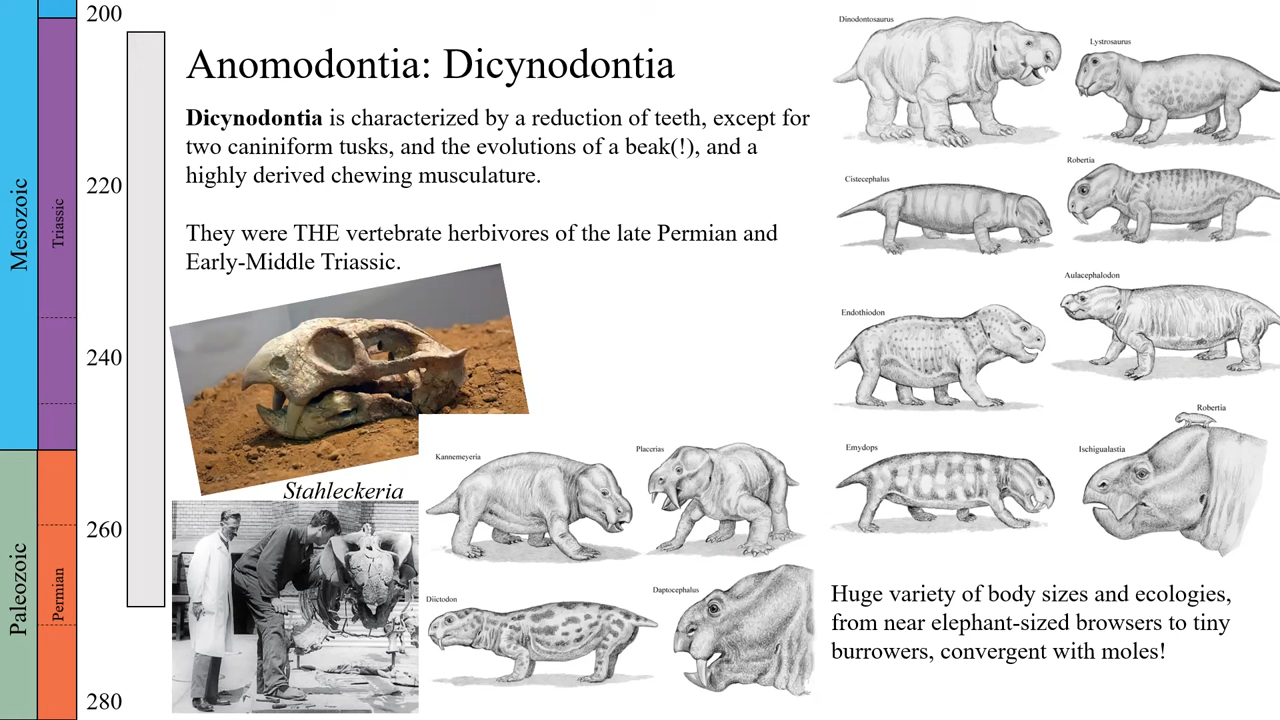 200
220
240
260
280
Mesozoic
Paleozoic
Triassic
Permian
Anomodontia: Dicynodontia
Dicynodontia is characterized by a reduction of teeth, except for
two caniniform tusks, and the evolutions of a beak(!), and a
highly derived chewing musculature.
They were THE vertebrate herbivores of the late Permian and
Early-Middle Triassic.
Stahleckeria
Kannemeyeria
Placerias
Diictodon
Daptocephalus
Dinodontosaurus
Lystrosaurus
Cistecephalus
Robertia
Endothiodon
Aulacephalodon
Emydops
Robertia
Ischigualastia
Huge variety of body sizes and ecologies,
from near elephant-sized browsers to tiny
burrowers, convergent with moles!